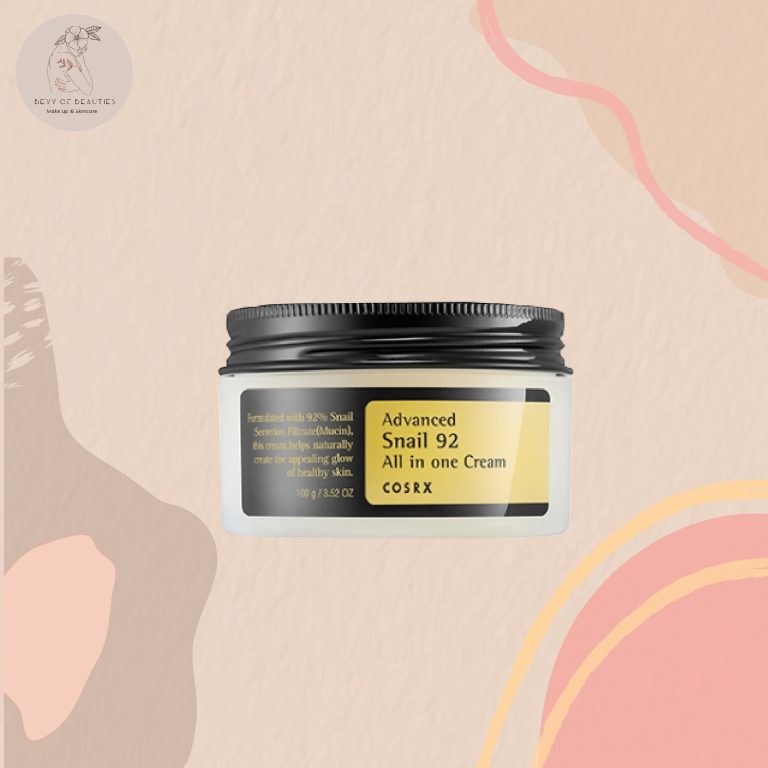 BEVY OF BEAUTIES
Make up & Skincare
Formulated with 92% Snail
Secretion Filtrate(Mucin),
this cream helps naturally
create the appealing glow
of healthy skin.
100 g / 3.52 OZ
Advanced
Snail 92
All in one Cream
COSRX